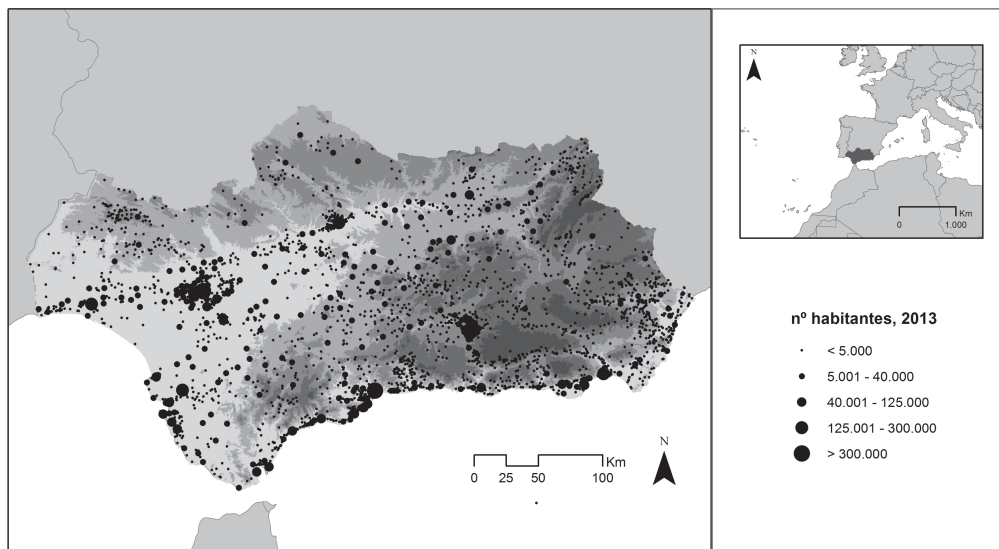 N
Km
0 1.000
nº habitantes, 2013
< 5.000
5.001 - 40.000
40.001 - 125.000
125.001 - 300.000
> 300.000
N
Km
0 25 50 100